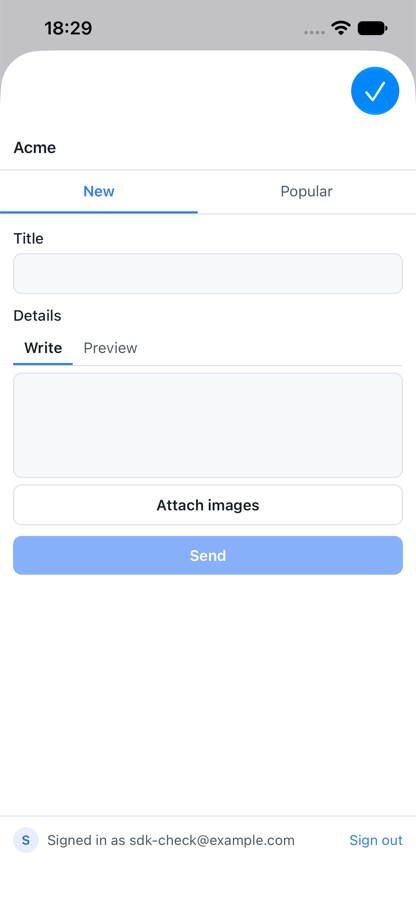 18:29
Acme
New
Popular
Title
Details
Write
Preview
Attach images
Send
S
Signed in as sdk-check@example.com
Sign out